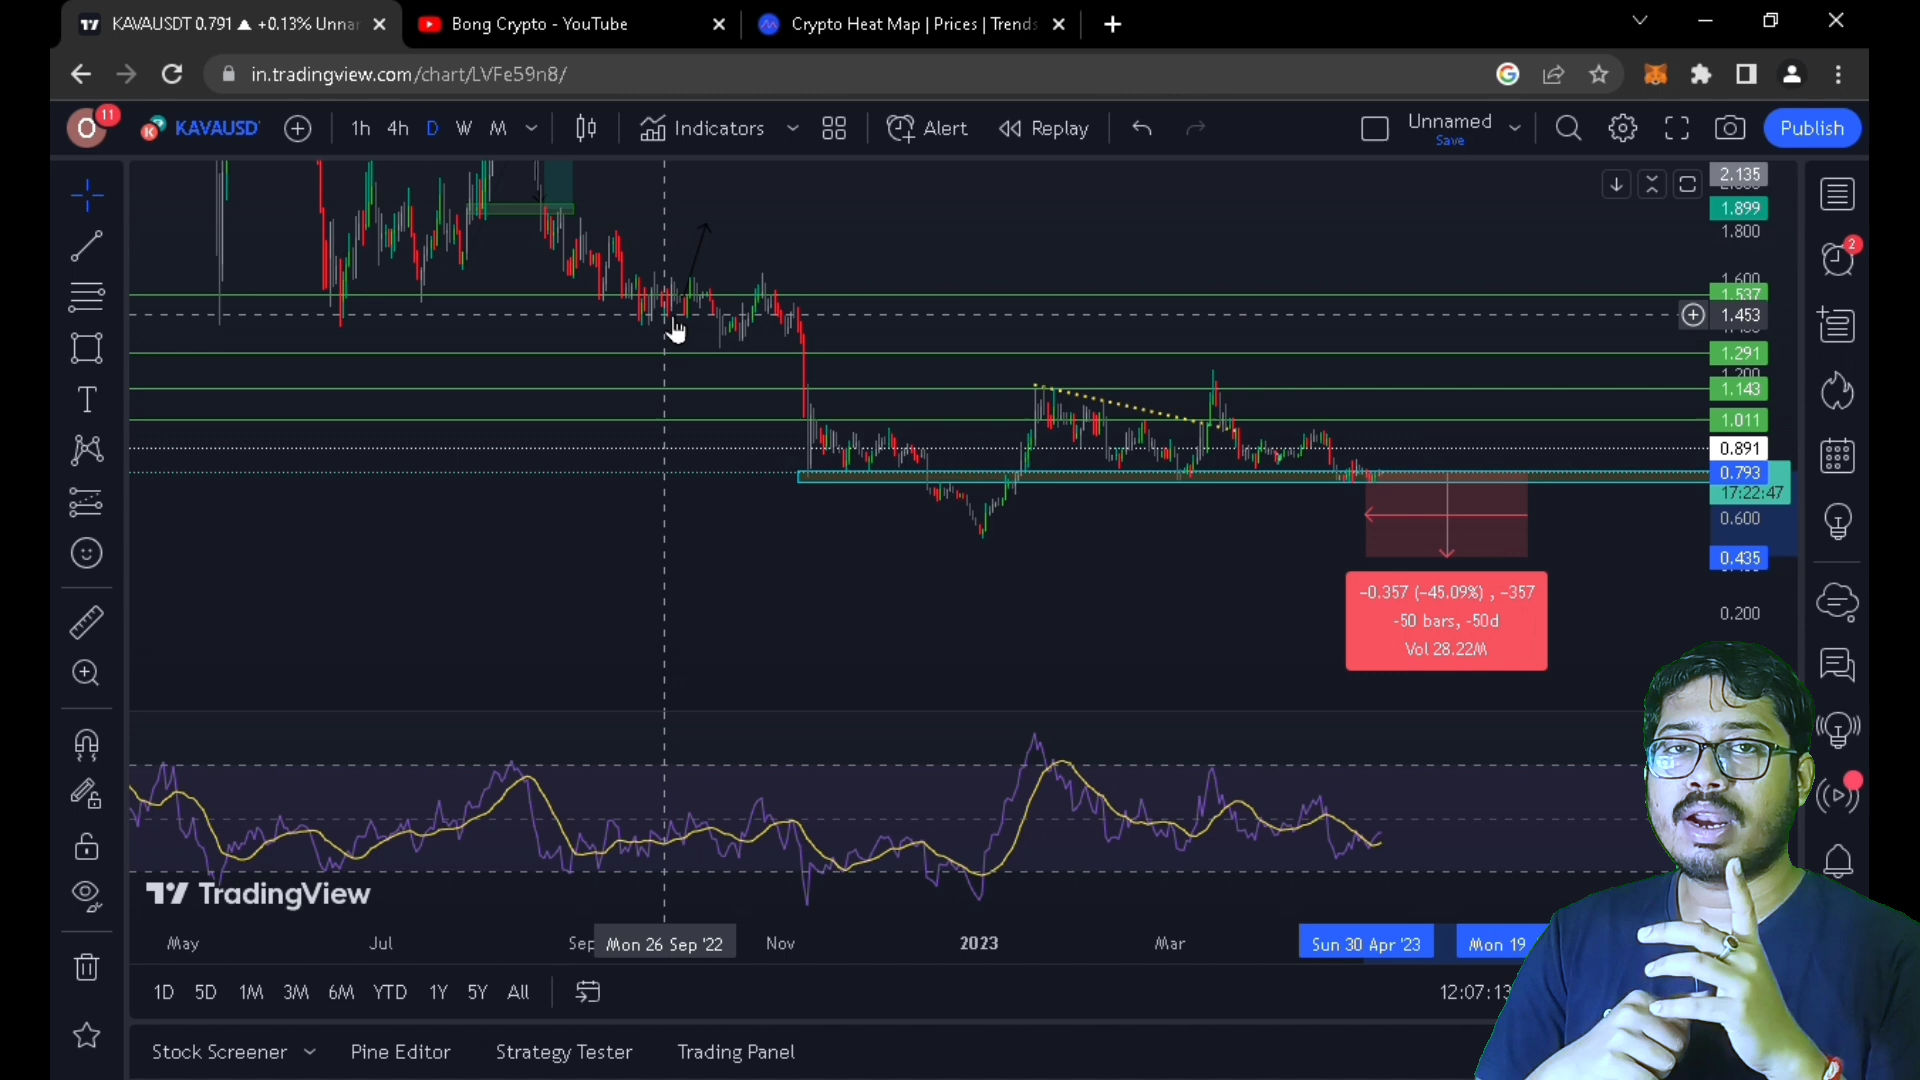 KAVAUSDT 0.791 ▲ +0.13% Unnar
Bong Crypto - YouTube
Crypto Heat Map | Prices | Trends
in.tradingview.com/chart/LVFe59n8/
O 11
KAVAUSD
1h 4h D W M
Indicators
Alert
Replay
Unnamed
Save
Publish
2.135
1.899
1.800
1.600
1.537
1.453
1.291
1.200
1.143
1.011
0.891
0.793
17:22:47
0.600
0.435
0.200
2
−0.357 (−45.09%) , −357
-50 bars, -50d
Vol 28.22M
TradingView
May
Jul
Sep
Mon 26 Sep '22
Nov
2023
Mar
Sun 30 Apr '23
Mon 19
1D 5D 1M 3M 6M YTD 1Y 5Y All
12:07:13
Stock Screener
Pine Editor
Strategy Tester
Trading Panel